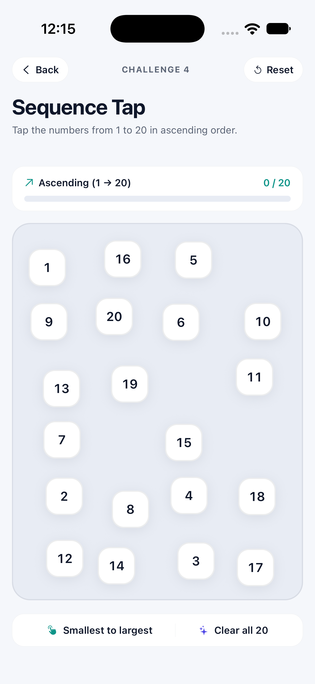 12:15
Back
CHALLENGE 4
Reset
Sequence Tap
Tap the numbers from 1 to 20 in ascending order.
Ascending (1 → 20)
0 / 20
1 16 5
9 20 6 10
13 19 11
7 15
2 8 4 18
12 14 3 17
Smallest to largest
Clear all 20